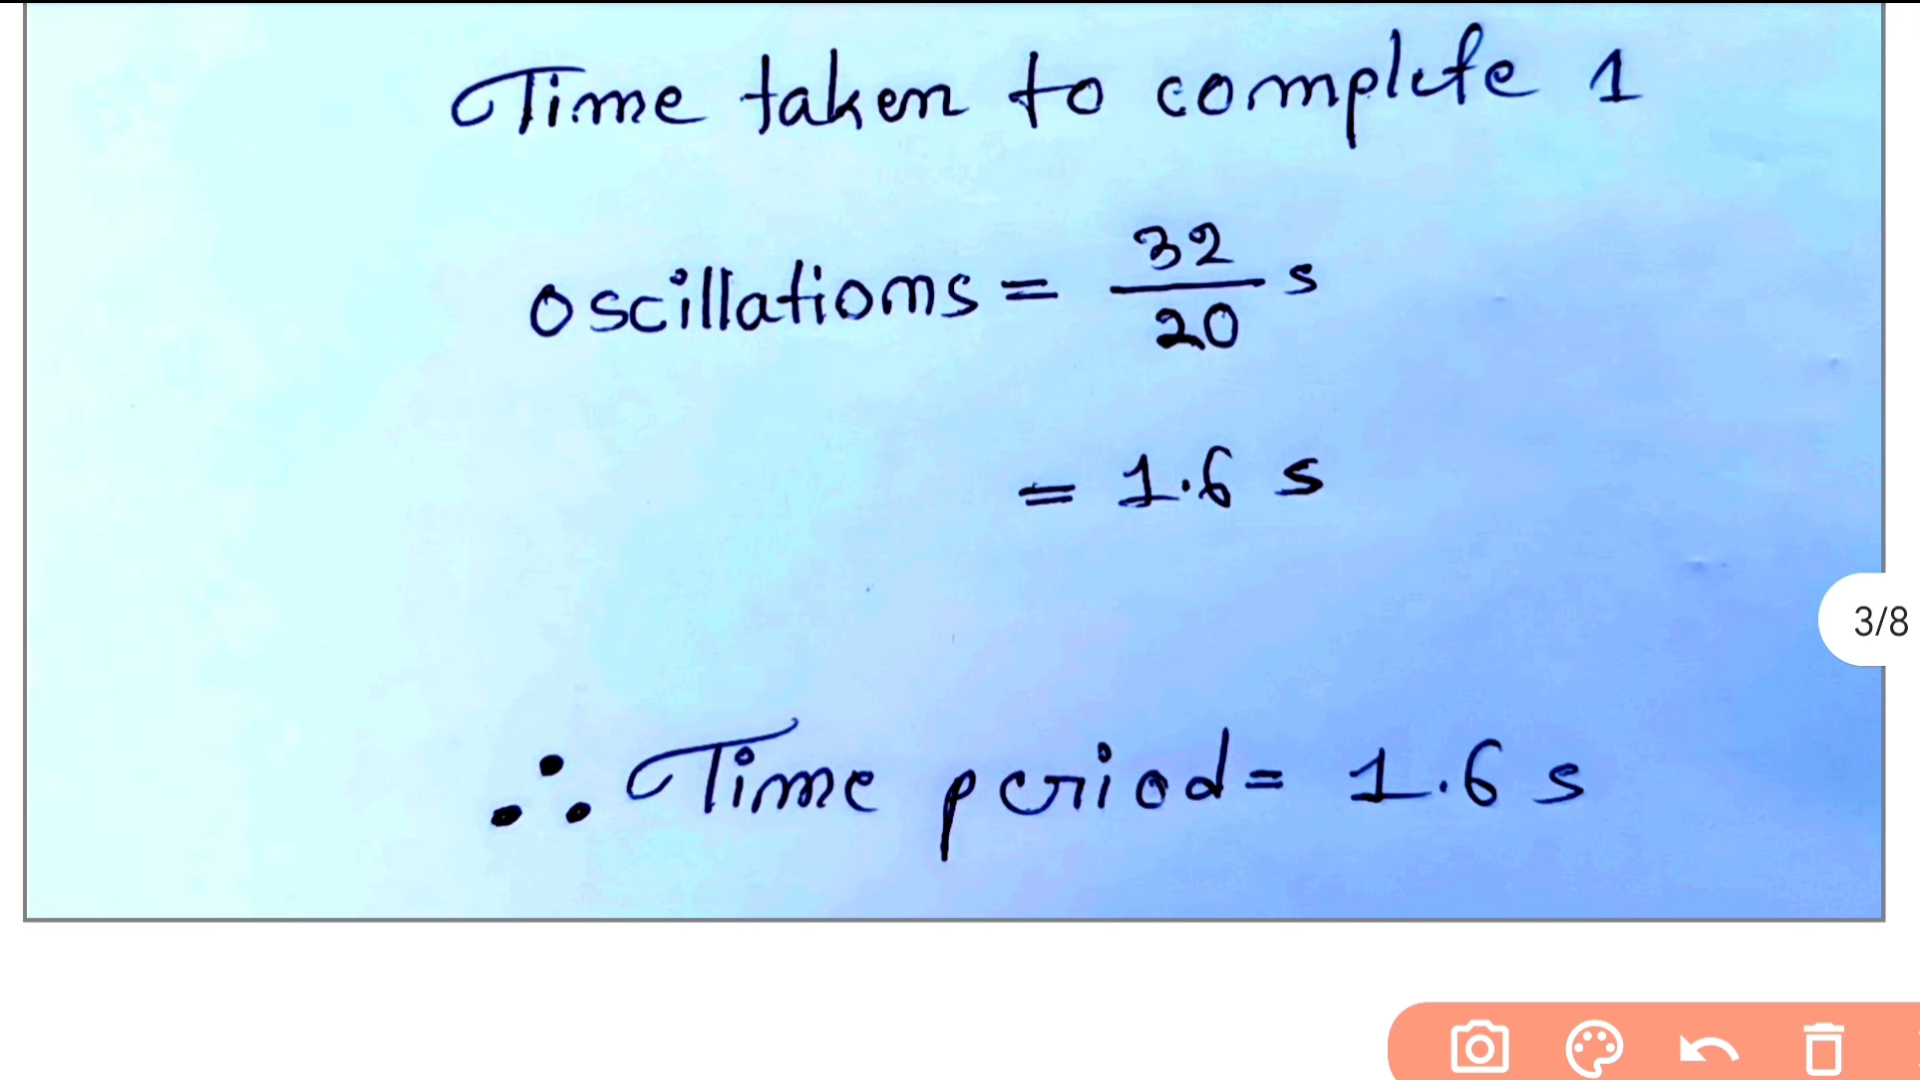 Time taken to complete 1
oscillations = 32/20 s
= 1.6 s
3/8
∴ Time period = 1.6 s